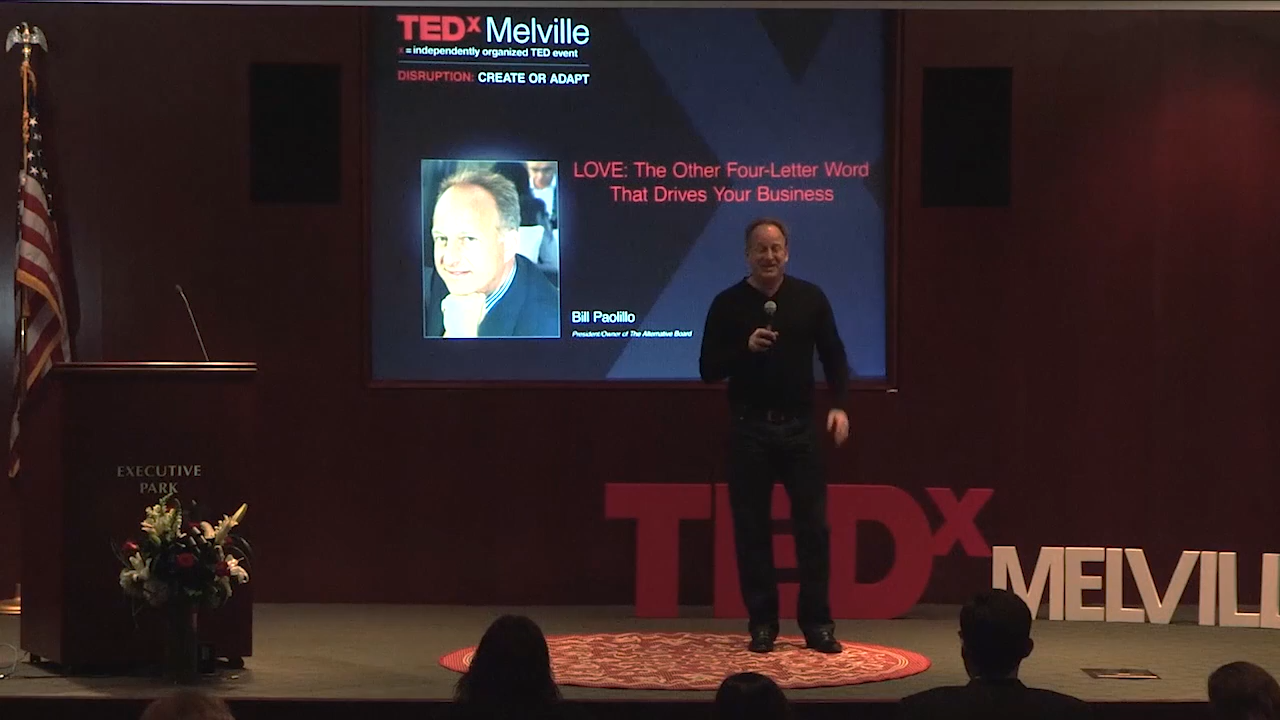 TEDx Melville
x = independently organized TED event
DISRUPTION: CREATE OR ADAPT
LOVE: The Other Four-Letter Word
That Drives Your Business
Bill Paolillo
President/Owner of The Alternative Board
EXECUTIVE
PARK
TEDx
MELVILL